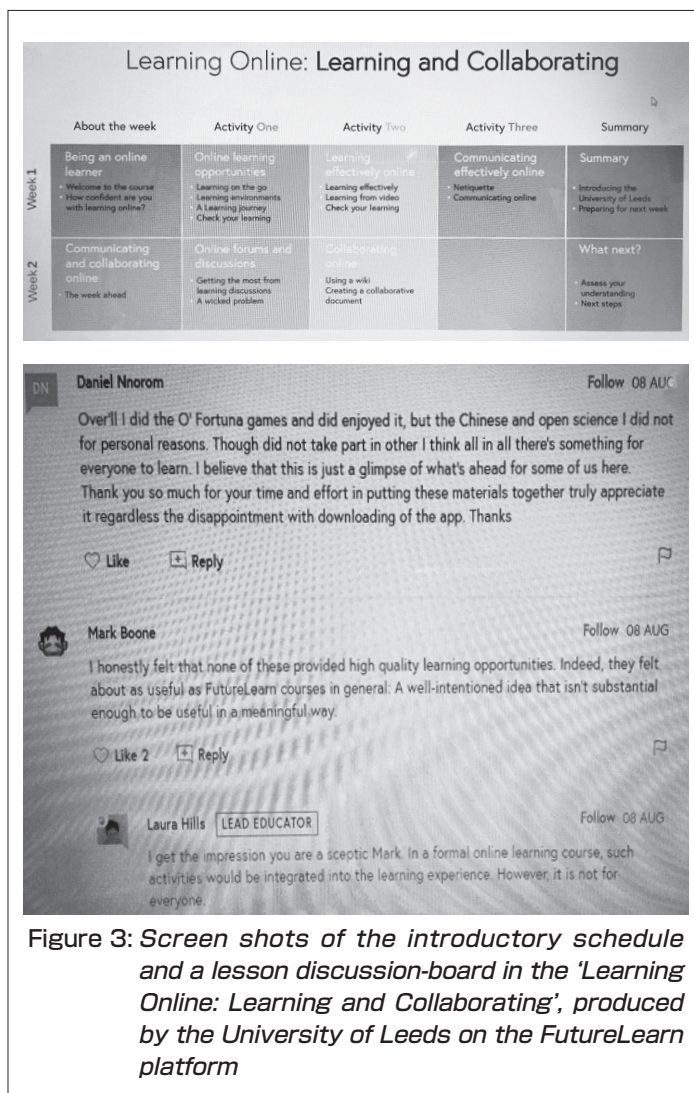 Learning Online: Learning and Collaborating
About the week
Activity One
Activity Two
Activity Three
Summary
Week 1
Being an online
learner
• Welcome to the course
• How confident are you
with learning online?
Online learning
opportunities
• Learning on the go
• Learning environments
• A Learning journey
• Check your learning
Learning
effectively online
• Learning effectively
• Learning from video
Check your learning
Communicating
effectively online
• Netiquette
• Communicating online
Summary
• Introducing the
University of Leeds
• Preparing for next week
Week 2
Communicating
and collaborating
online
• The week ahead
Online forums and
discussions
• Getting the most from
learning discussions
• A wicked problem
Collaborating
online
Using a wiki
Creating a collaborative
document
What next?
• Assess your
understanding
• Next steps
DN
Daniel Nnorom
Follow 08 AUG
Over'll I did the O' Fortuna games and did enjoyed it, but the Chinese and open science I did not
for personal reasons. Though did not take part in other I think all in all there's something for
everyone to learn. I believe that this is just a glimpse of what's ahead for some of us here.
Thank you so much for your time and effort in putting these materials together truly appreciate
it regardless the disappointment with downloading of the app. Thanks
Like
Reply
Mark Boone
Follow 08 AUG
I honestly felt that none of these provided high quality learning opportunities. Indeed, they felt
about as useful as FutureLearn courses in general: A well-intentioned idea that isn't substantial
enough to be useful in a meaningful way.
Like 2
Reply
Laura Hills LEAD EDUCATOR
Follow 08 AUG
I get the impression you are a sceptic Mark. In a formal online learning course, such
activities would be integrated into the learning experience. However, it is not for
everyone.
Figure 3: Screen shots of the introductory schedule
and a lesson discussion-board in the ‘Learning
Online: Learning and Collaborating’, produced
by the University of Leeds on the FutureLearn
platform